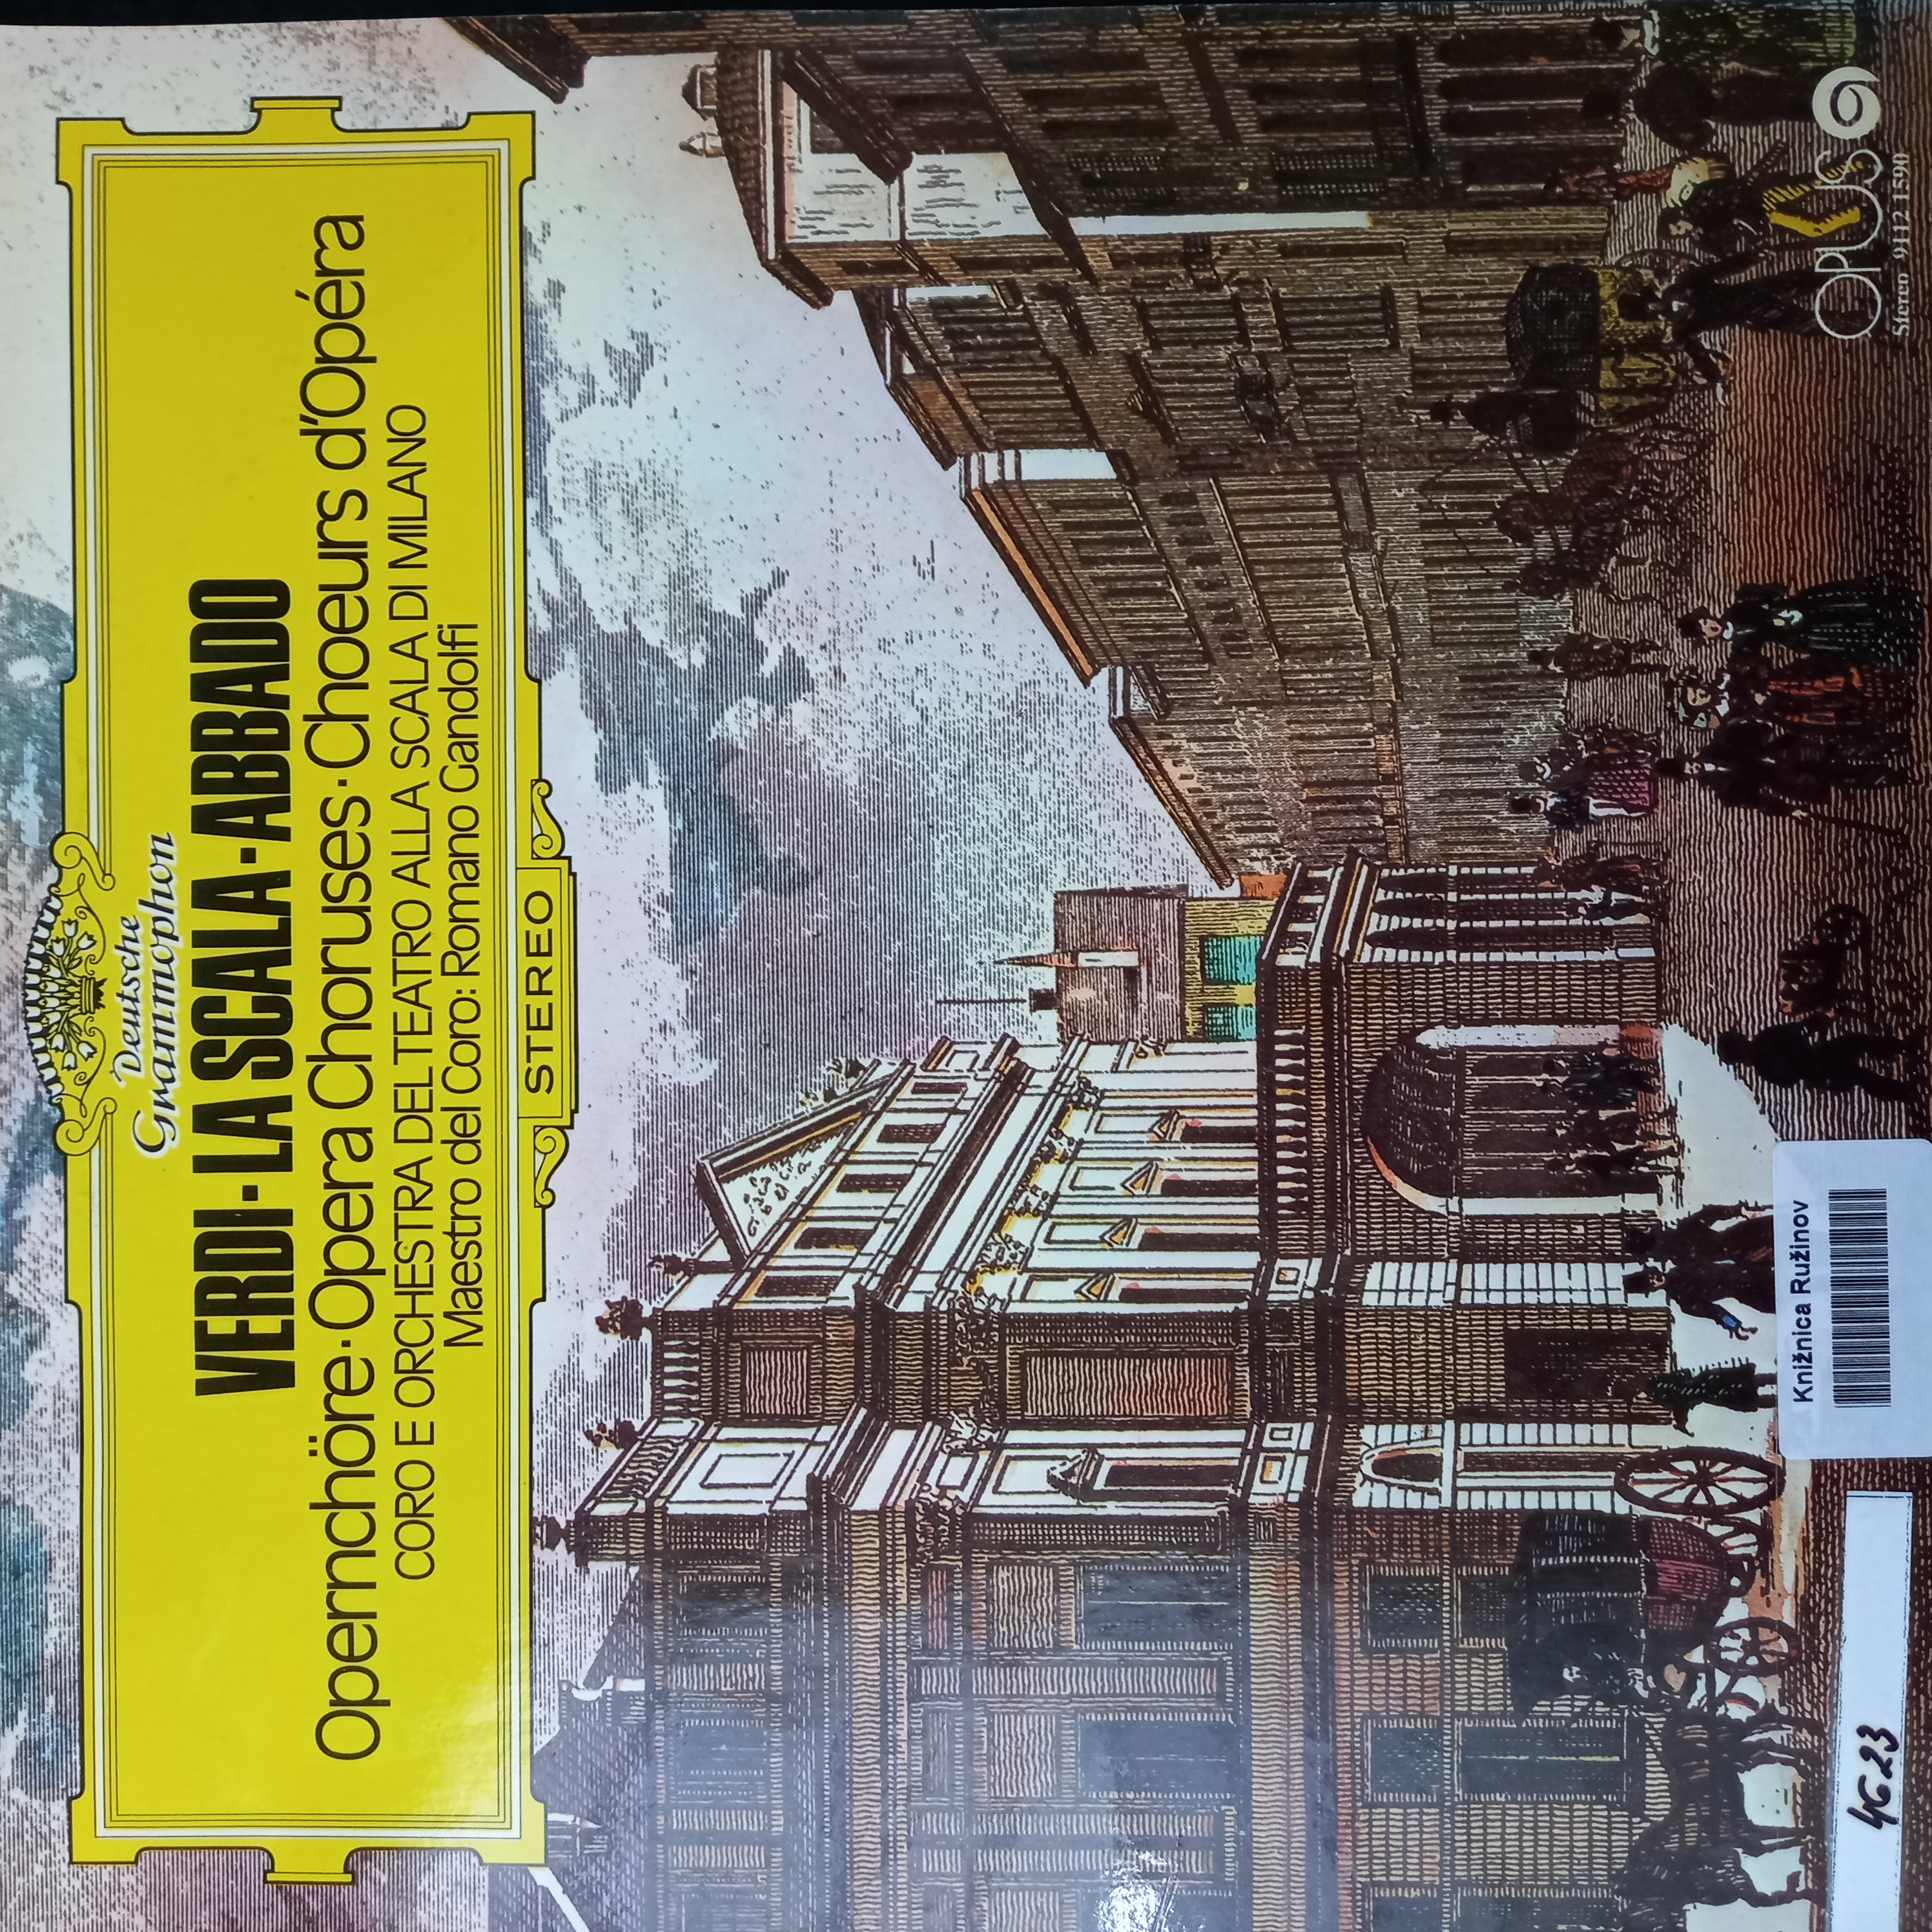 Deutsche
Grammophon
VERDI·LA SCALA·ABBADO
Opernchöre·Opera Choruses·Choeurs d'Opéra
CORO E ORCHESTRA DEL TEATRO ALLA SCALA DI MILANO
Maestro del Coro: Romano Gandolfi
STEREO
OPUS
Stereo 9112 1590
Knižnica Ružinov
4623